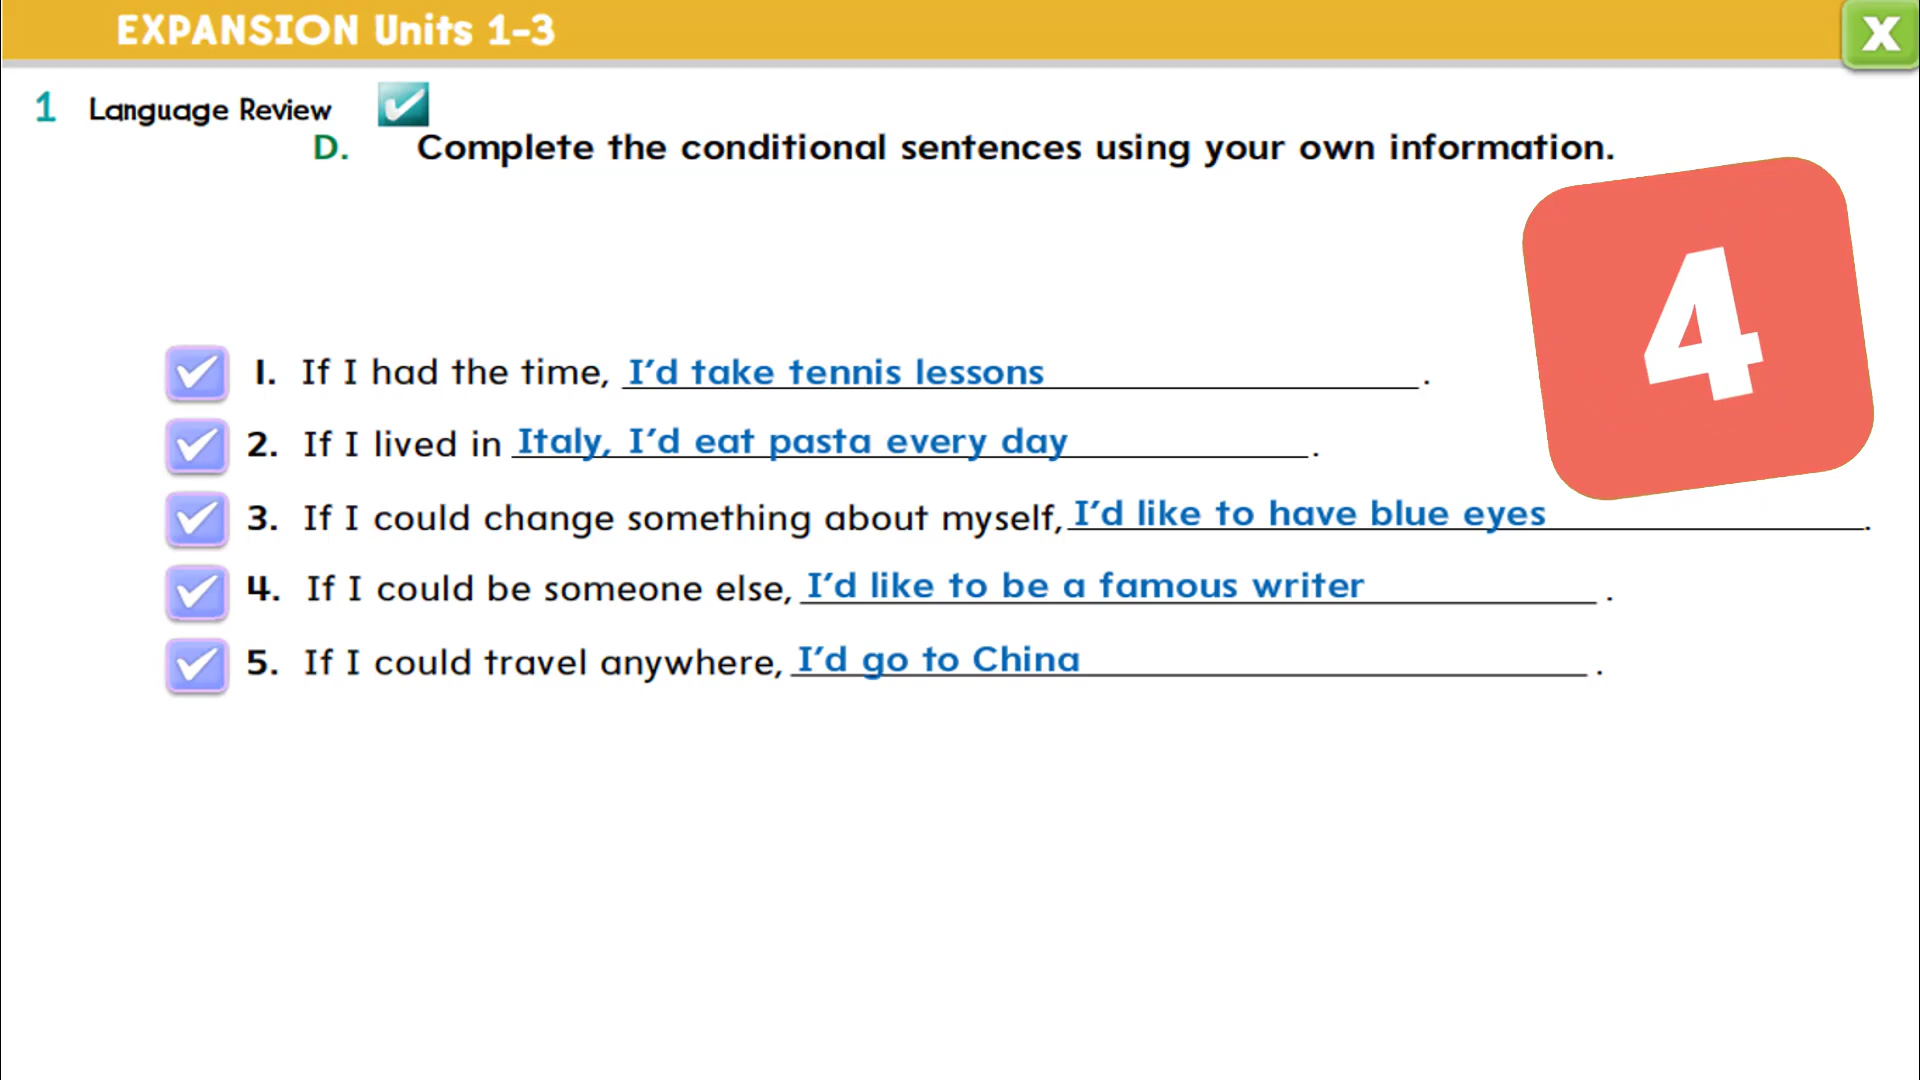 EXPANSION Units 1-3
X
1 Language Review
D. Complete the conditional sentences using your own information.
4
1. If I had the time, I'd take tennis lessons.
2. If I lived in Italy, I'd eat pasta every day.
3. If I could change something about myself, I'd like to have blue eyes.
4. If I could be someone else, I'd like to be a famous writer.
5. If I could travel anywhere, I'd go to China.